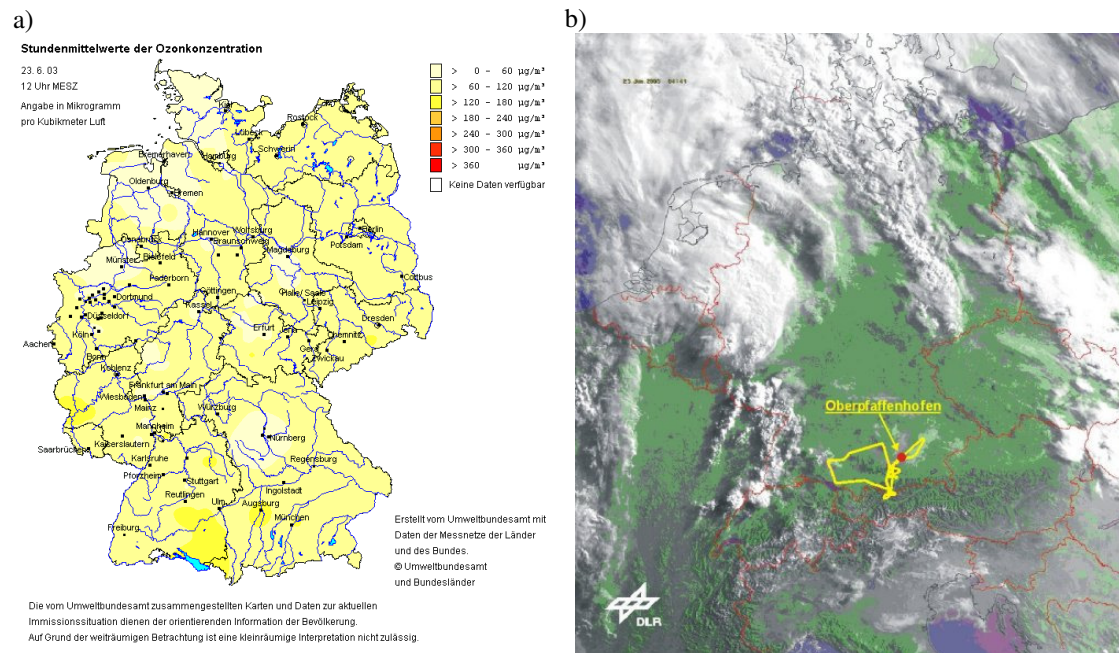 a)
Stundenmittelwerte der Ozonkonzentration
23. 6. 03
12 Uhr MESZ
Angabe in Mikrogramm
pro Kubikmeter Luft
> 0 - 60 µg/m³
> 60 - 120 µg/m³
> 120 - 180 µg/m³
> 180 - 240 µg/m³
> 240 - 300 µg/m³
> 300 - 360 µg/m³
> 360 µg/m³
Keine Daten verfügbar
Kiel
Rostock
Lübeck
Schwerin
Bremerhaven
Hamburg
Oldenburg
Bremen
Hannover
Wolfsburg
Berlin
Osnabrück
Braunschweig
Potsdam
Münster
Bielefeld
Magdeburg
Paderborn
Cottbus
Dortmund
Göttingen
Halle/Saale
Düsseldorf
Kassel
Leipzig
Köln
Erfurt
Jena
Dresden
Aachen
Gera
Chemnitz
Bonn
Zwickau
Koblenz
Frankfurt am Main
Wiesbaden
Mainz
Würzburg
Mannheim
Nürnberg
Saarbrücken
Kaiserslautern
Karlsruhe
Regensburg
Pforzheim
Stuttgart
Ingolstadt
Reutlingen
Ulm
Augsburg
Freiburg
München
Erstellt vom Umweltbundesamt mit
Daten der Messnetze der Länder
und des Bundes.
© Umweltbundesamt
und Bundesländer
Die vom Umweltbundesamt zusammengestellten Karten und Daten zur aktuellen
Immissionssituation dienen der orientierenden Information der Bevölkerung.
Auf Grund der weiträumigen Betrachtung ist eine kleinräumige Interpretation nicht zulässig.
b)
Oberpfaffenhofen
DLR